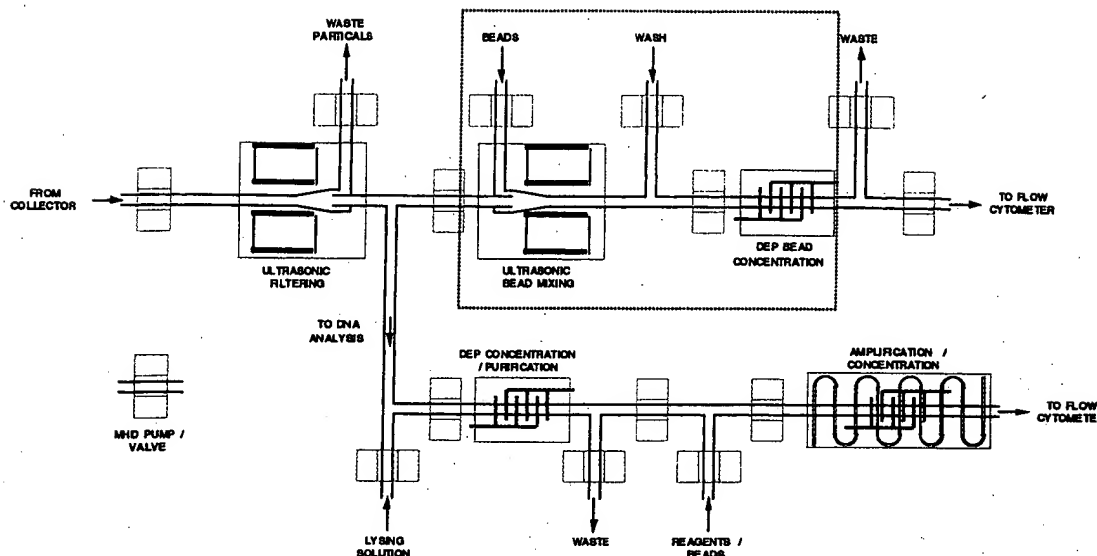 WASTE
PARTICALS
BEADS
WASH
WASTE
FROM
COLLECTOR
TO FLOW
CYTOMETER
ULTRASONIC
FILTERING
ULTRASONIC
BEAD MIXING
DEP BEAD
CONCENTRATION
TO DNA
ANALYSIS
DEP CONCENTRATION
/ PURIFICATION
AMPLIFICATION /
CONCENTRATION
TO FLOW
CYTOMETE
MHD PUMP /
VALVE
LYSING
SOLUTION
WASTE
REAGENTS /
BEADS